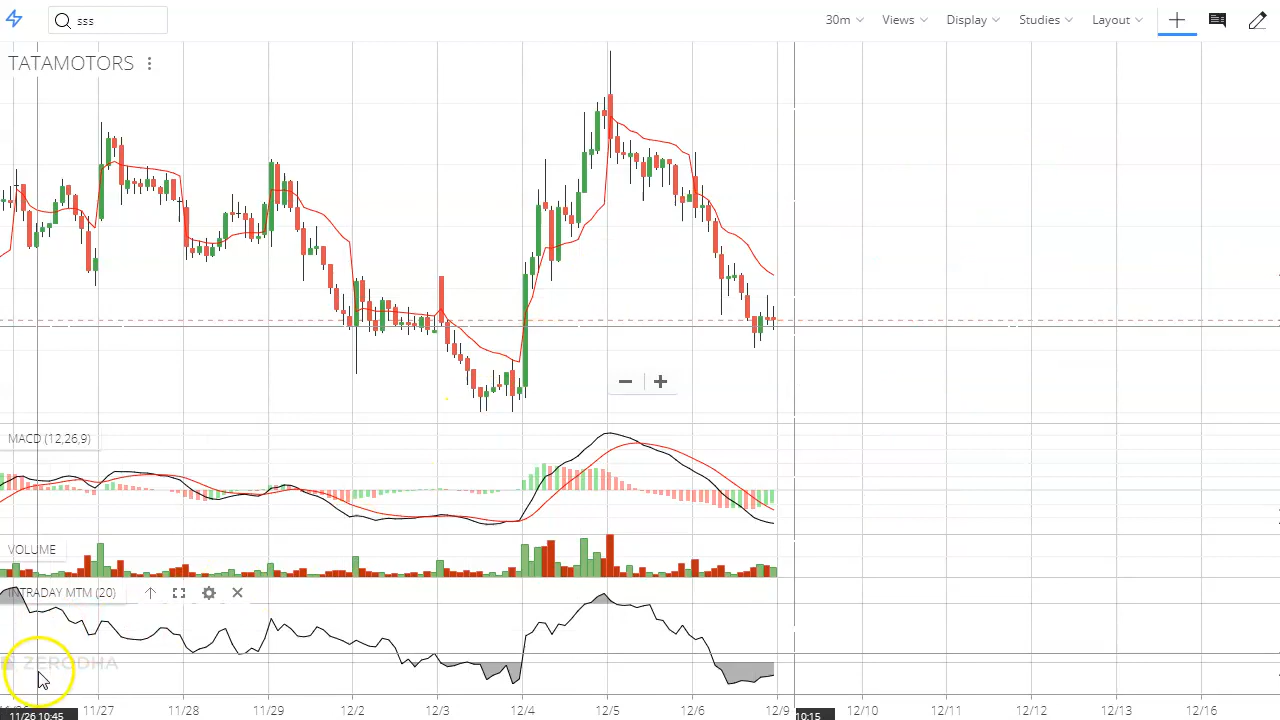 sss
30m Views Display Studies Layout
TATAMOTORS
MACD (12,26,9)
VOLUME
INTRADAY MTM (20)
ZERODHA
11/27 11/28 11/29 12/2 12/3 12/4 12/5 12/6 12/9 12/10 12/11 12/12 12/13 12/16
11/26 10:45 10:15